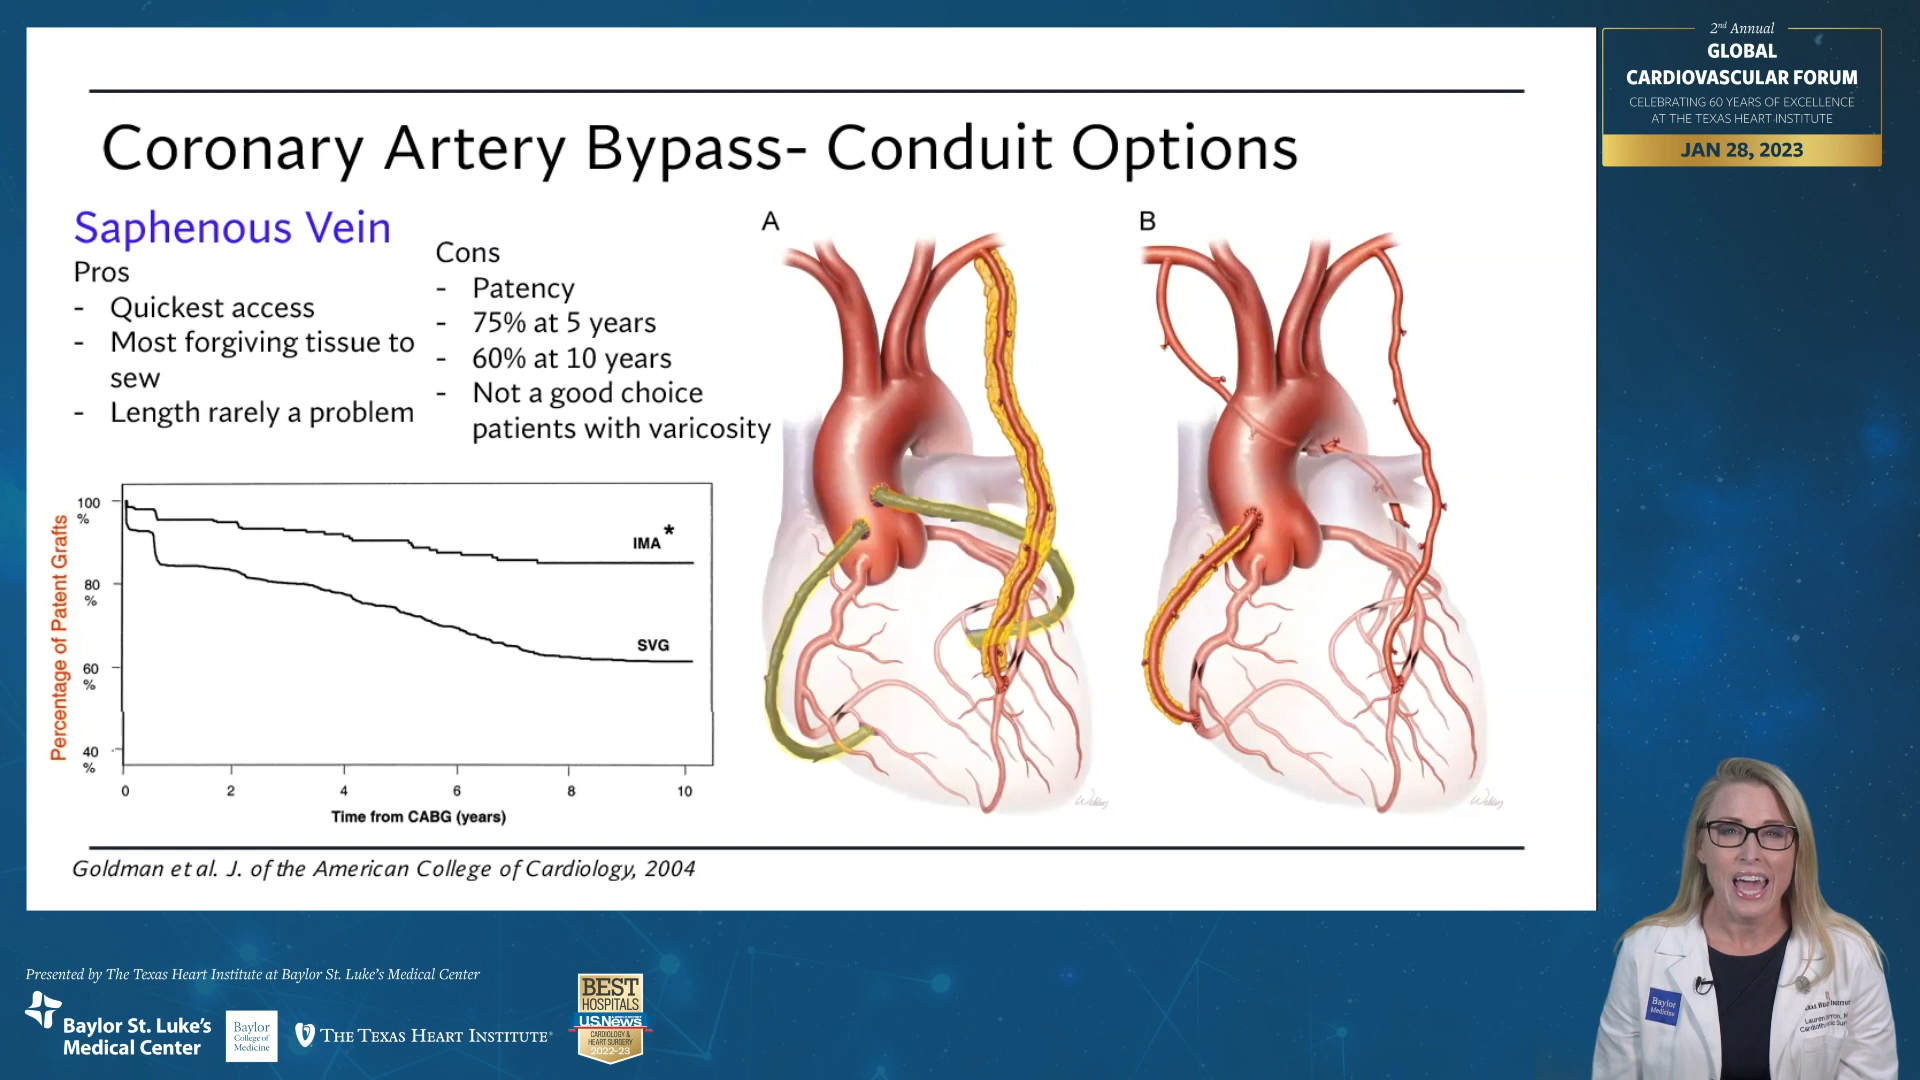 2nd Annual
GLOBAL
CARDIOVASCULAR FORUM
CELEBRATING 60 YEARS OF EXCELLENCE
AT THE TEXAS HEART INSTITUTE
JAN 28, 2023
Coronary Artery Bypass- Conduit Options
Saphenous Vein
Pros
- Quickest access
- Most forgiving tissue to
sew
- Length rarely a problem
Cons
- Patency
- 75% at 5 years
- 60% at 10 years
- Not a good choice
patients with varicosity
A
B
Percentage of Patent Grafts
100
%
80
%
60
%
40
%
IMA*
SVG
0 2 4 6 8 10
Time from CABG (years)
Goldman et al. J. of the American College of Cardiology, 2004
Presented by The Texas Heart Institute at Baylor St. Luke's Medical Center
Baylor St. Luke's
Medical Center
Baylor
College of
Medicine
THE TEXAS HEART INSTITUTE®
BEST
HOSPITALS
U.S. News
CARDIOLOGY &
HEART SURGERY
2022-23
Baylor
Medicine